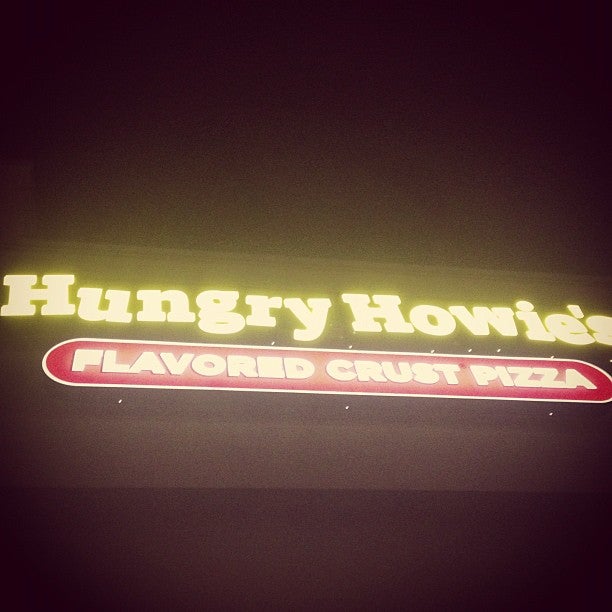 Hungry Howie's
FLAVORED CRUST PIZZA